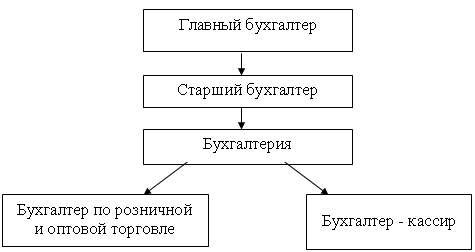 Главный бухгалтер
Старший бухгалтер
Бухгалтерия
Бухгалтер по розничной
и оптовой торговле
Бухгалтер - кассир